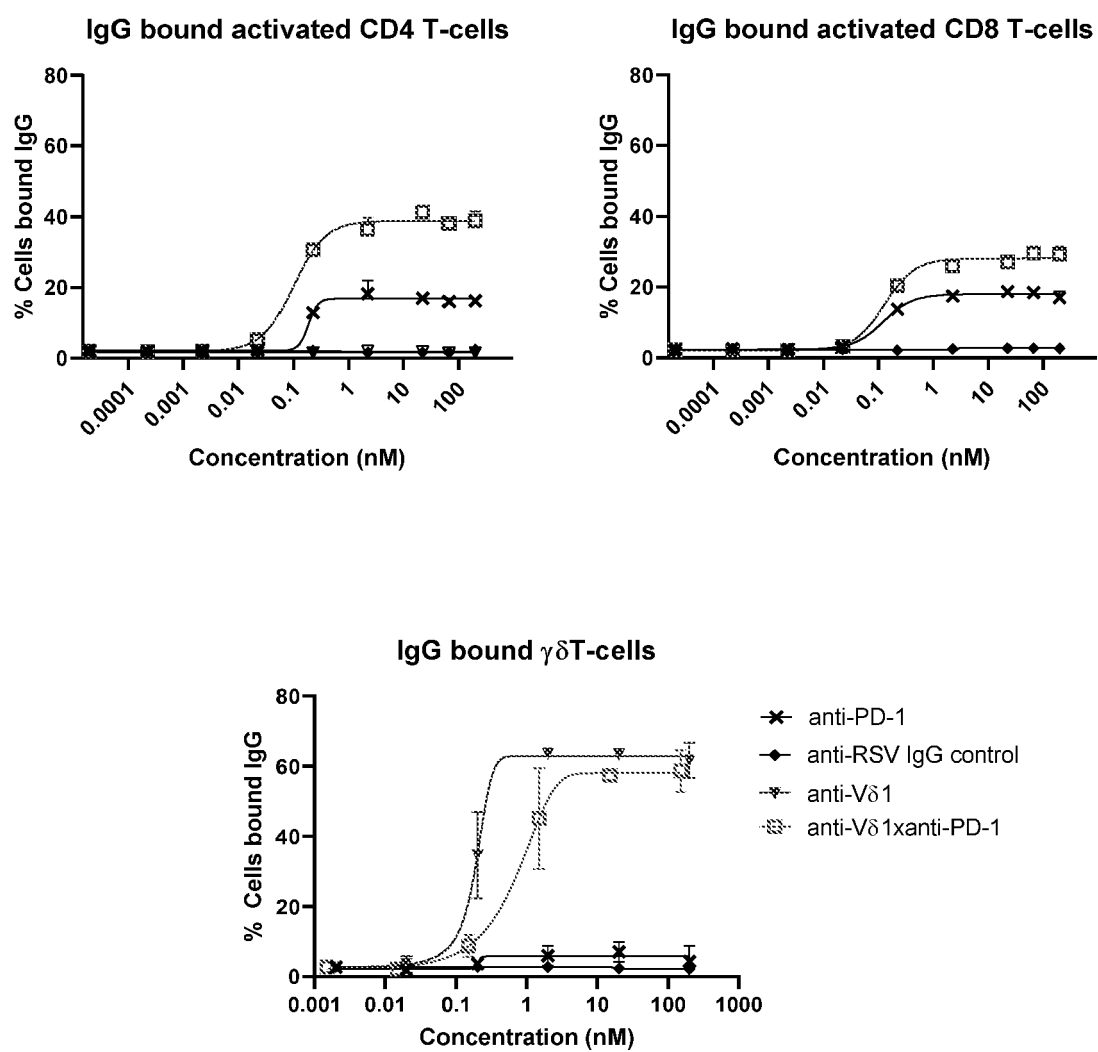 IgG bound activated CD4 T-cells
% Cells bound IgG
80
60
40
20
0
0.0001
0.001
0.01
0.1
1
10
100
Concentration (nM)
IgG bound activated CD8 T-cells
% Cells bound IgG
80
60
40
20
0
0.0001
0.001
0.01
0.1
1
10
100
Concentration (nM)
IgG bound γδT-cells
% Cells bound IgG
80
60
40
20
0
0.001 0.01 0.1 1 10 100 1000
Concentration (nM)
anti-PD-1
anti-RSV IgG control
anti-Vδ1
anti-Vδ1xanti-PD-1